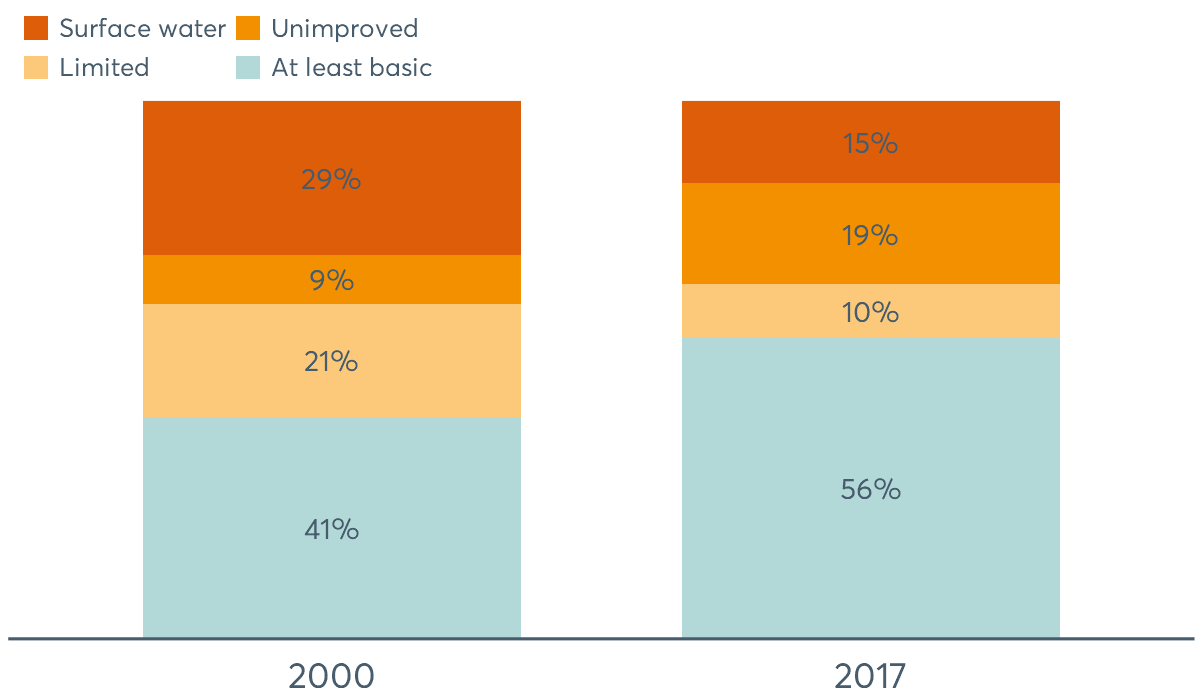 Surface water Unimproved
Limited At least basic
29% 15%
9% 19%
21% 10%
41% 56%
2000 2017